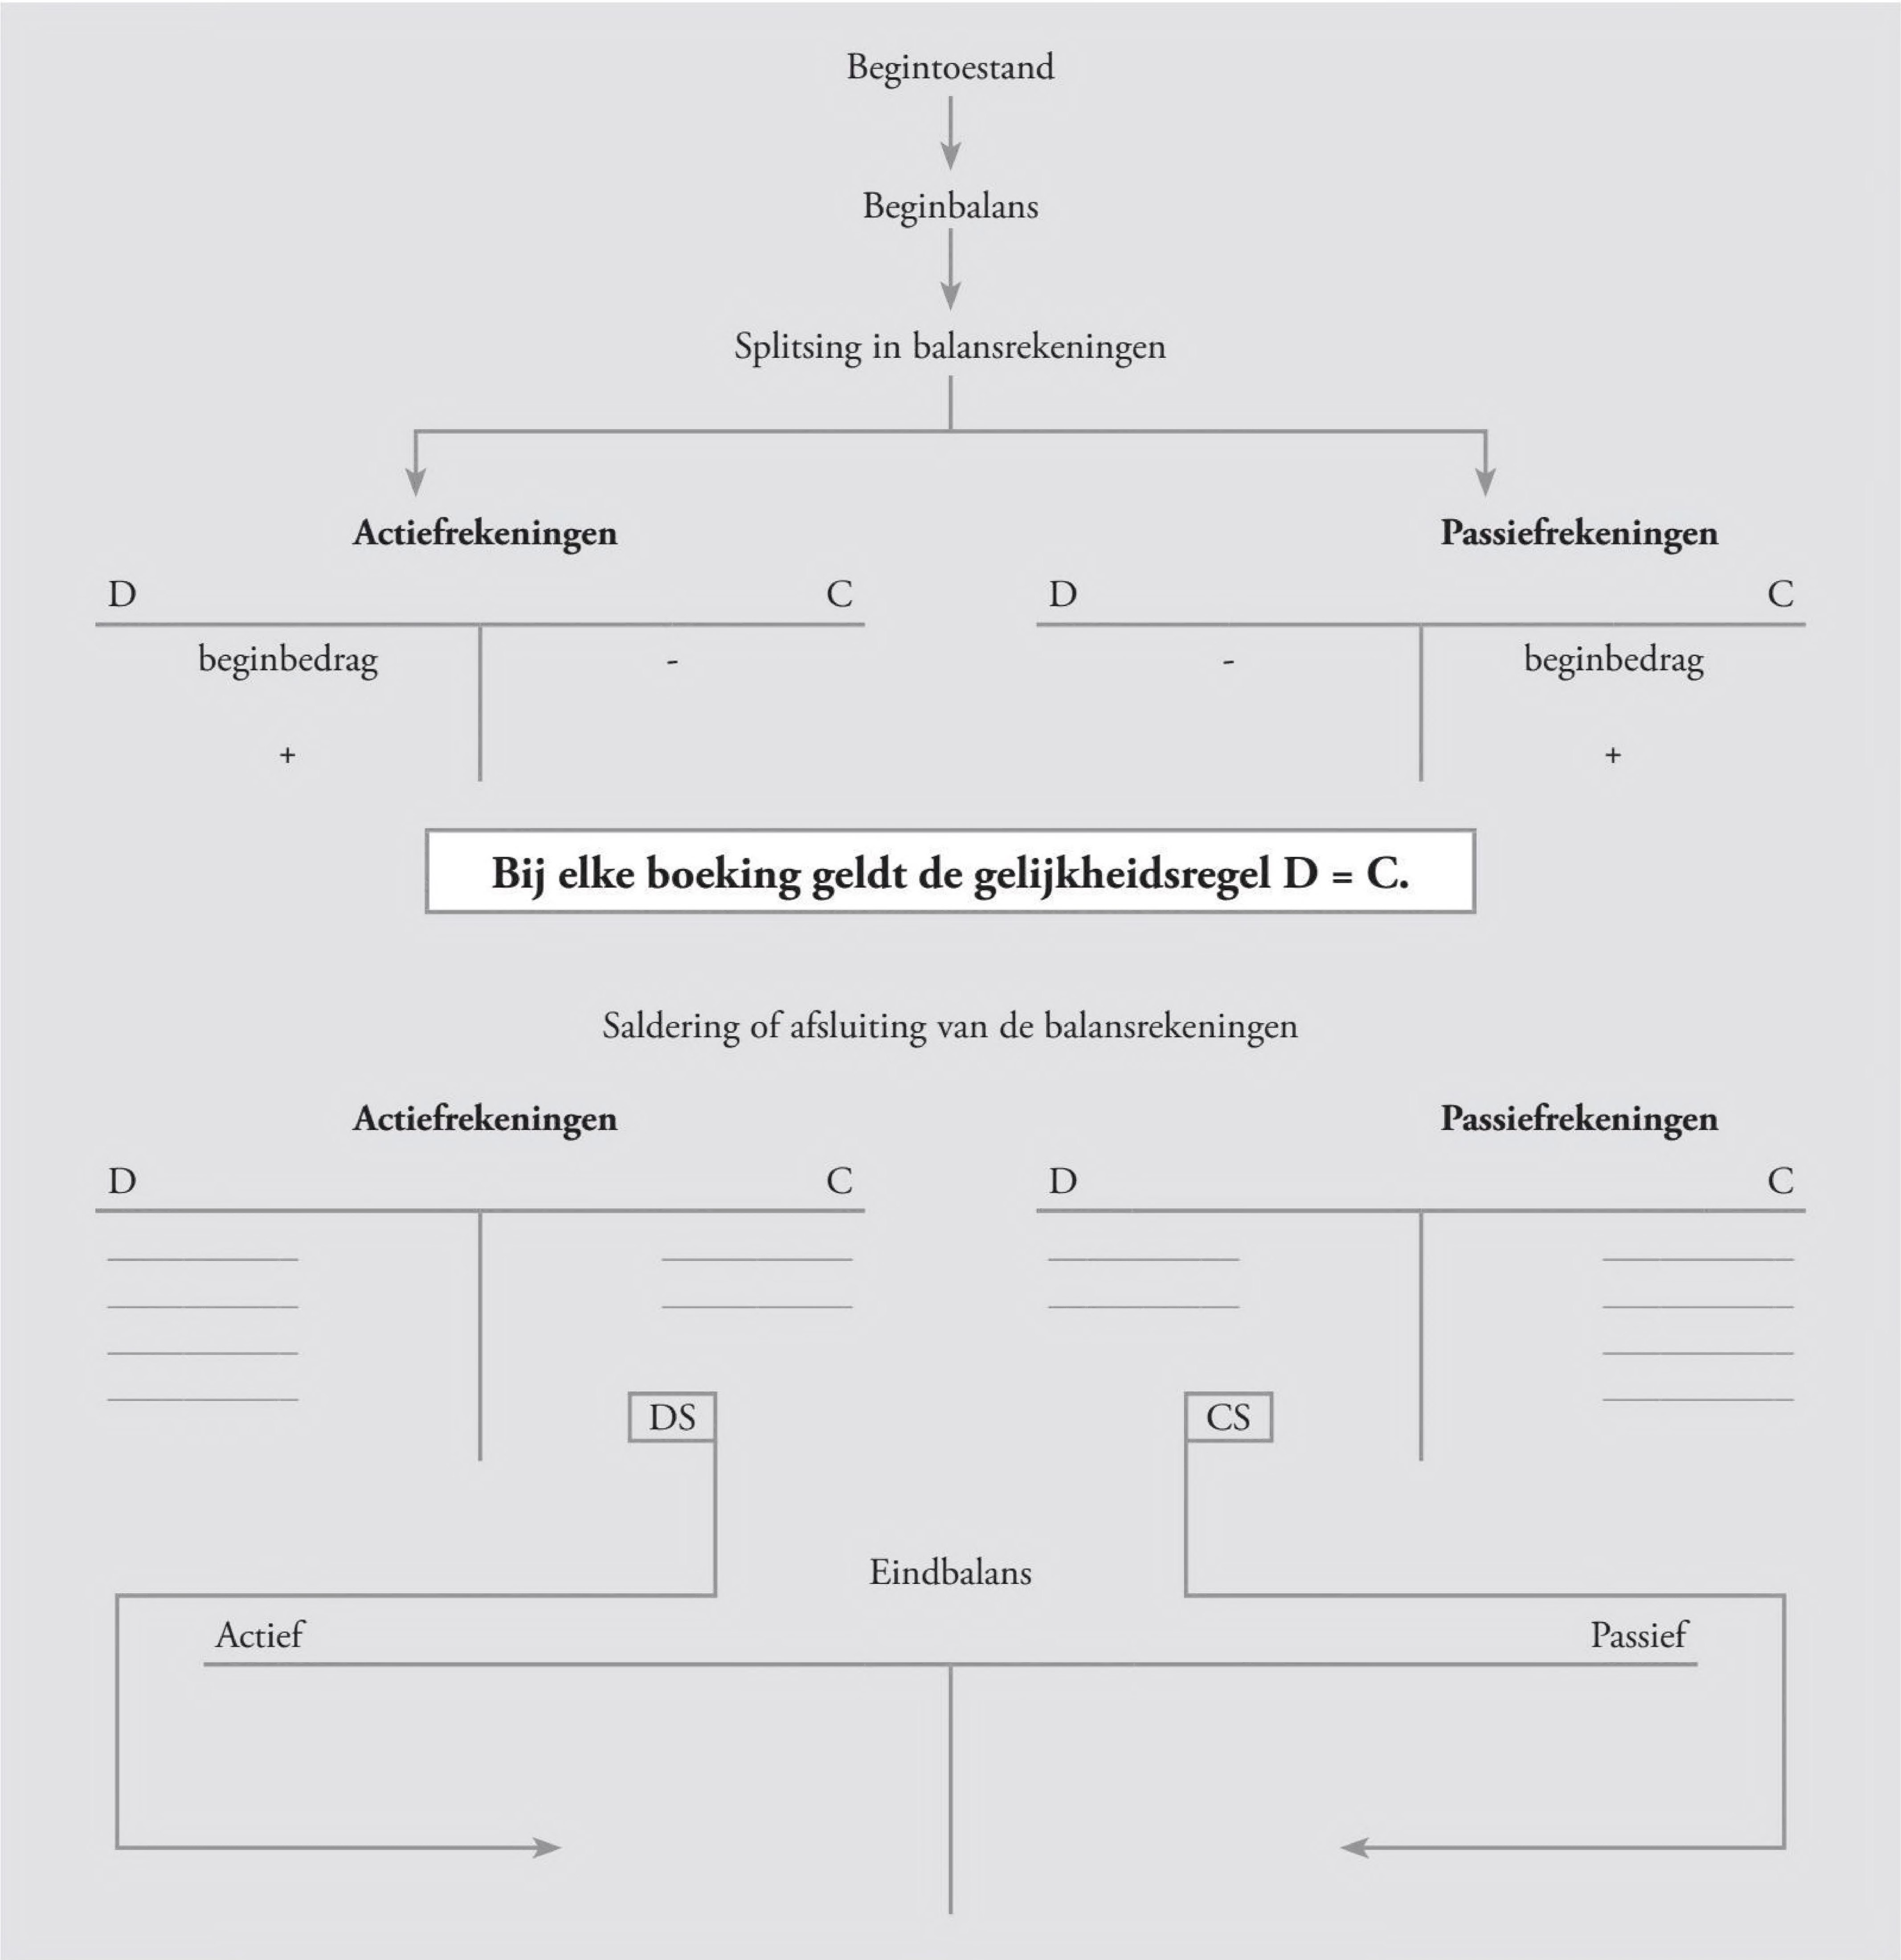 Begintoestand
Beginbalans
Splitsing in balansrekeningen
Actiefrekeningen Passiefrekeningen
D C D C
beginbedrag - - beginbedrag
+ +
Bij elke boeking geldt de gelijkheidsregel D = C.
Saldering of afsluiting van de balansrekeningen
Actiefrekeningen Passiefrekeningen
D C D C
DS CS
Eindbalans
Actief Passief